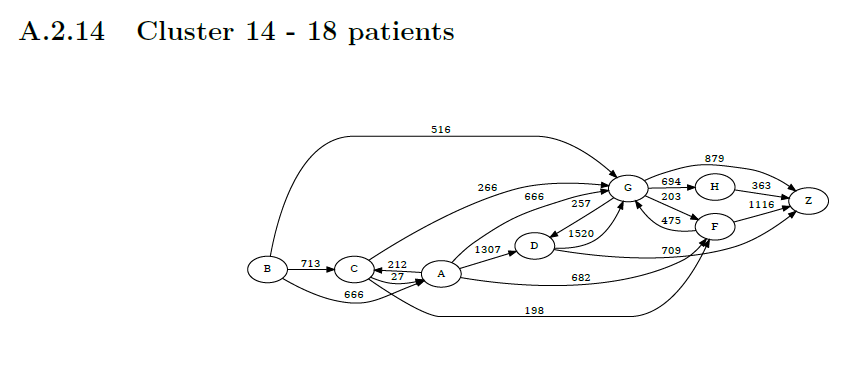 A.2.14 Cluster 14 - 18 patients
516
879
266
694
H
363
666
G
203
Z
257
1116
475
F
1520
D
1307
709
713
212
B
C
A
27
682
666
198